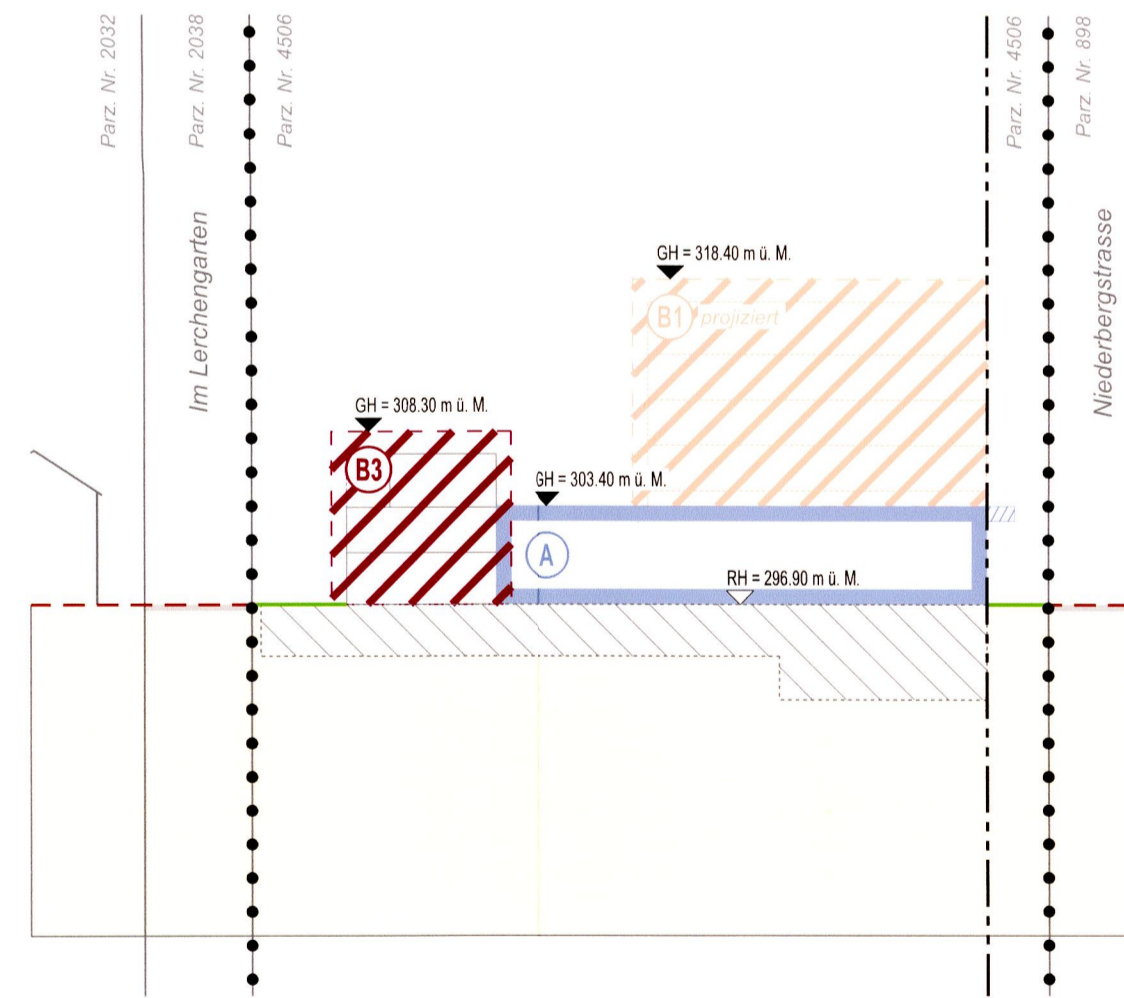 Parz. Nr. 2032
Parz. Nr. 2038
Parz. Nr. 4506
Parz. Nr. 4506
Parz. Nr. 898
Im Lerchengarten
Niederbergstrasse
GH = 318.40 m ü. M.
B1 projiziert
GH = 308.30 m ü. M.
B3
GH = 303.40 m ü. M.
A
RH = 296.90 m ü. M.